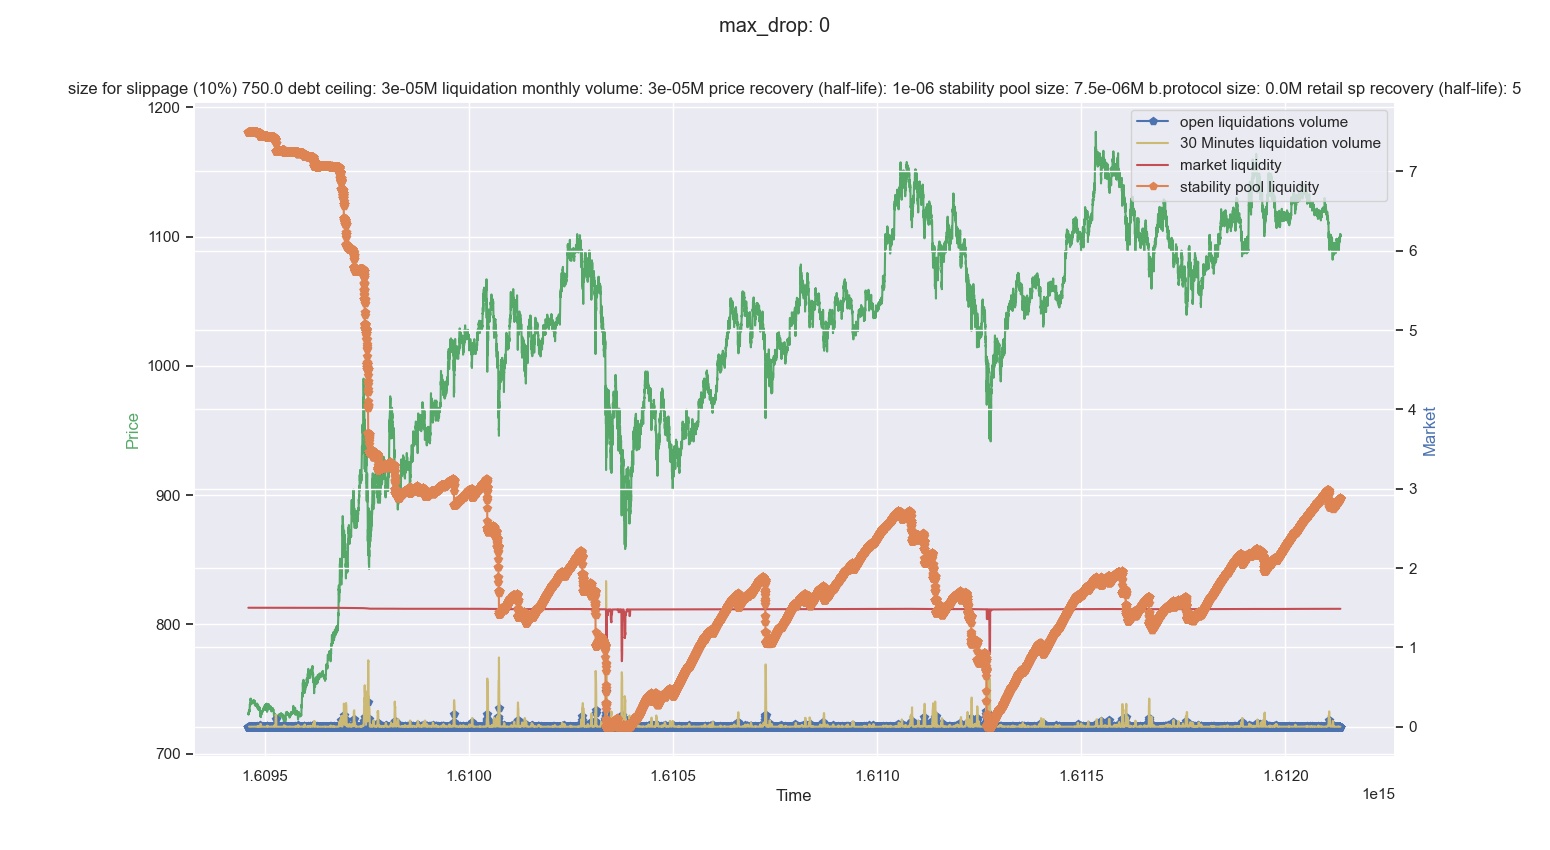 max_drop: 0
size for slippage (10%) 750.0 debt ceiling: 3e-05M liquidation monthly volume: 3e-05M price recovery (half-life): 1e-06 stability pool size: 7.5e-06M b.protocol size: 0.0M retail sp recovery (half-life): 5
open liquidations volume
30 Minutes liquidation volume
market liquidity
stability pool liquidity
1200
1100
1000
900
800
700
Price
7
6
5
4
3
2
1
0
Market
1.6095 1.6100 1.6105 1.6110 1.6115 1.6120
1e15
Time